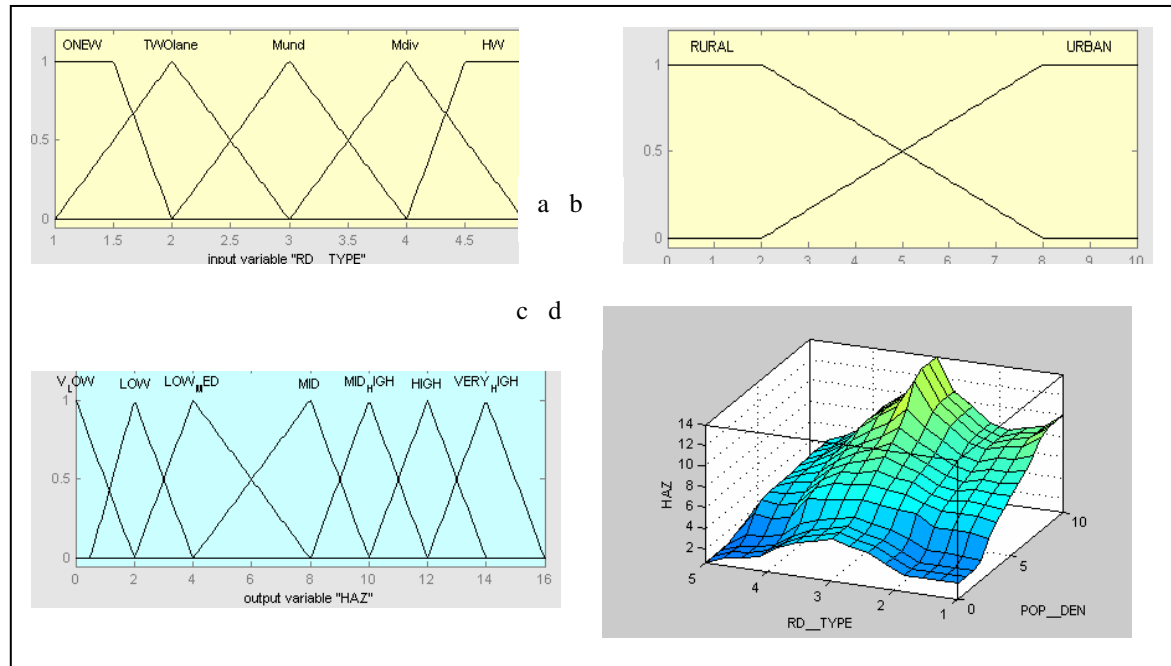 ONEW TWOlane Mund Mdiv HW
1
0.5
0
1 1.5 2 2.5 3 3.5 4 4.5
input variable "RD__TYPE"
RURAL URBAN
1
0.5
0
0 1 2 3 4 5 6 7 8 9 10
a b
c d
V_LOW LOW LOW_MED MID MID_HIGH HIGH VERY_HIGH
1
0.5
0
0 2 4 6 8 10 12 14 16
output variable "HAZ"
14
12
10
8
6
4
2
HAZ
5 4 3 2 1
RD__TYPE
0 5 10
POP__DEN